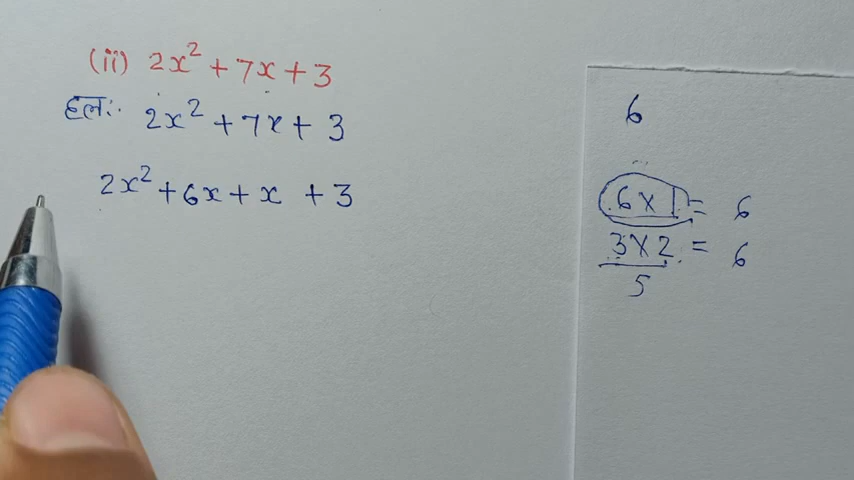 (ii) 2x² + 7x + 3
हल:- 2x² + 7x + 3
2x² + 6x + x + 3
6
6 x 1 = 6
3 x 2 = 6
5